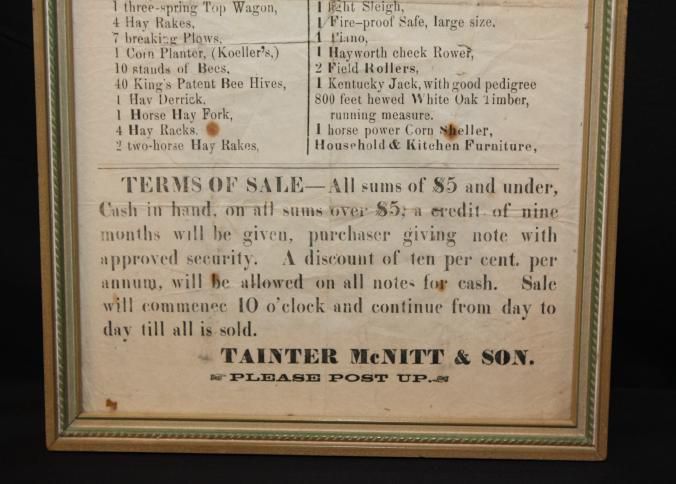 1 three-spring Top Wagon,
4 Hay Rakes,
7 breaking Plows,
1 Corn Planter, (Koeller's,)
10 stands of Bees,
40 King's Patent Bee Hives,
1 Hay Derrick,
1 Horse Hay Fork,
4 Hay Racks,
2 two-horse Hay Rakes,
1 light Sleigh,
1 Fire-proof Safe, large size,
1 Piano,
1 Hayworth check Rower,
2 Field Rollers,
1 Kentucky Jack, with good pedigree
800 feet hewed White Oak Timber,
running measure.
1 horse power Corn Sheller,
Household & Kitchen Furniture,
TERMS OF SALE—All sums of $5 and under,
Cash in hand, on all sums over $5; a credit of nine
months will be given, purchaser giving note with
approved security. A discount of ten per cent. per
annum, will be allowed on all notes for cash. Sale
will commence 10 o'clock and continue from day to
day till all is sold.
TAINTER McNITT & SON.
☞PLEASE POST UP.☜